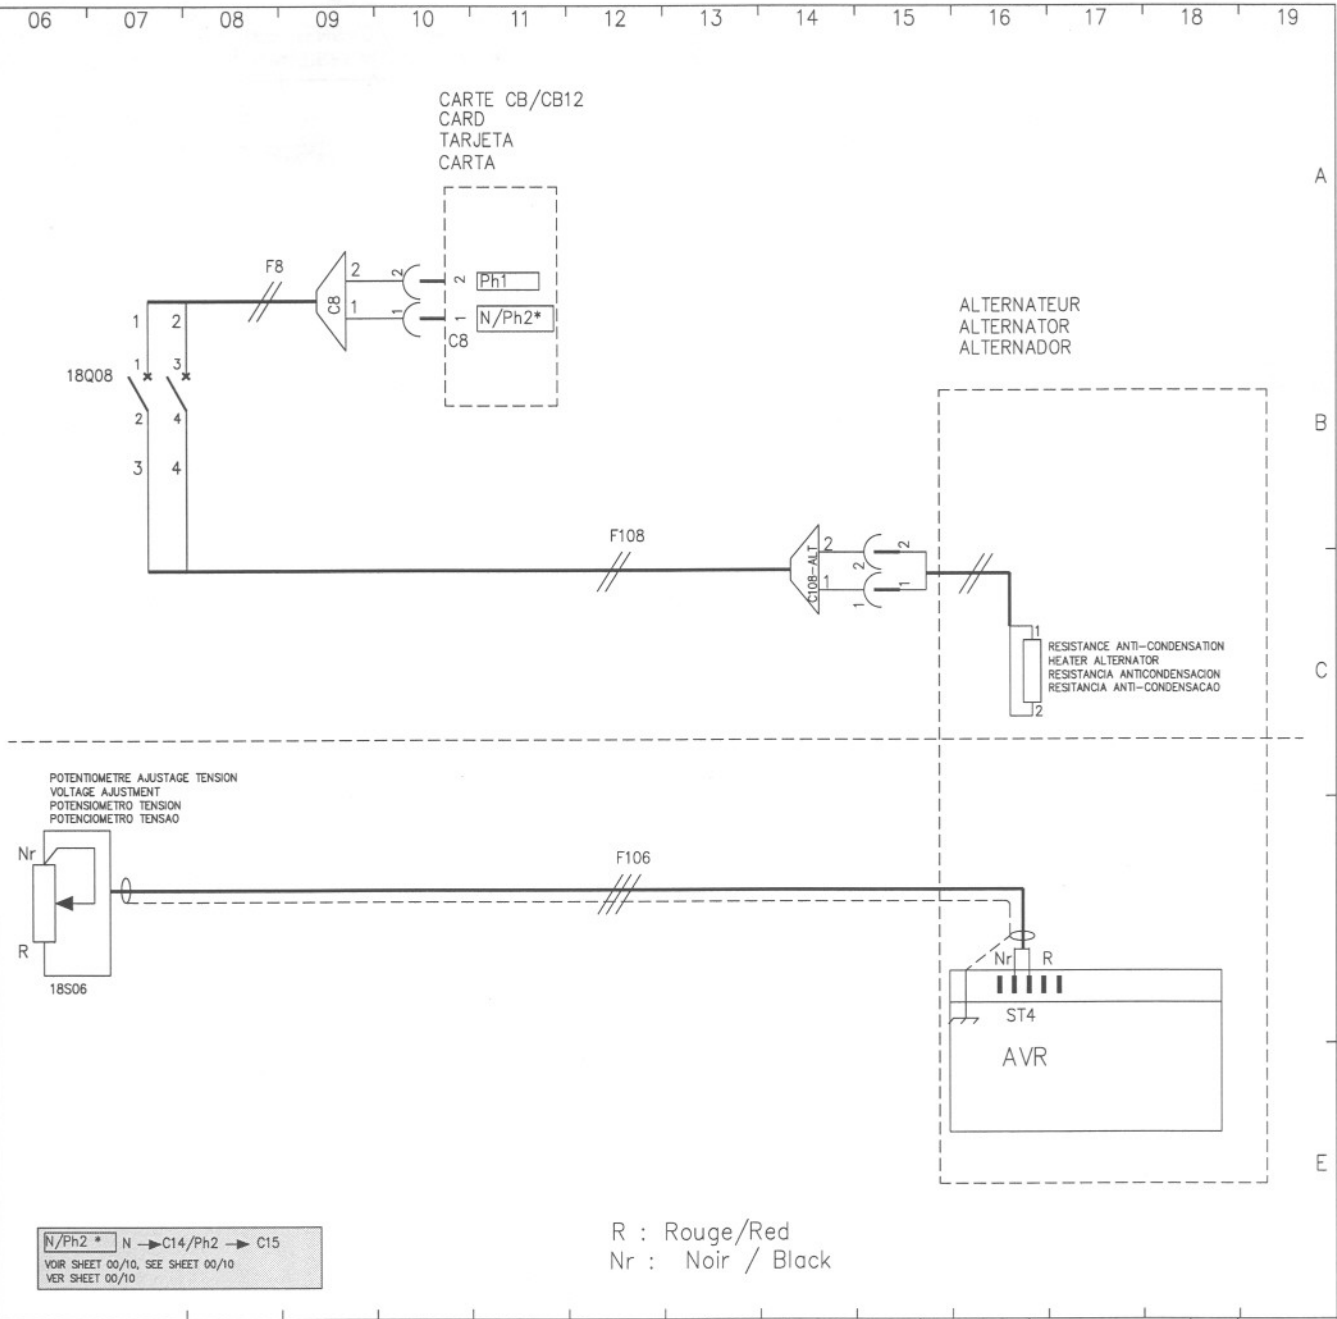 06 07 08 09 10 11 12 13 14 15 16 17 18 19
CARTE CB/CB12
CARD
TARJETA
CARTA
A
F8
C8
2
1
2
1
2
Ph1
1
N/Ph2*
C8
1
2
1
3
18Q08
2
4
3
4
ALTERNATEUR
ALTERNATOR
ALTERNADOR
B
F108
C108-ALT
2
1
2
1
2
1
1
RESISTANCE ANTI-CONDENSATION
HEATER ALTERNATOR
RESISTANCIA ANTICONDENSACION
RESITANCIA ANTI-CONDENSACAO
2
C
POTENTIOMETRE AJUSTAGE TENSION
VOLTAGE AJUSTMENT
POTENSIOMETRO TENSION
POTENCIOMETRO TENSAO
Nr
R
18S06
F106
Nr R
ST4
AVR
E
N/Ph2 * N → C14/Ph2 → C15
VOIR SHEET 00/10, SEE SHEET 00/10
VER SHEET 00/10
R : Rouge/Red
Nr : Noir / Black